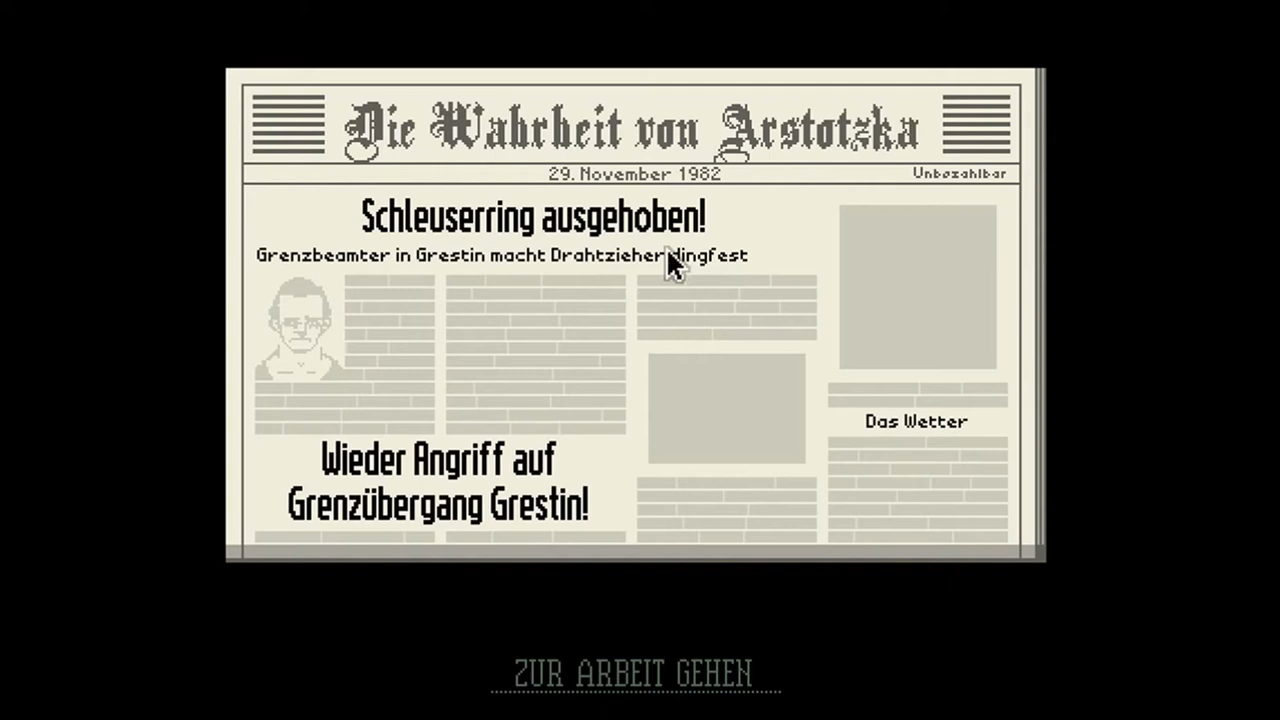 Die Wahrheit von Arstotzka
29. November 1982
Unbezahlbar
Schleuserring ausgehoben!
Grenzbeamter in Grestin macht Drahtzieher dingfest
Wieder Angriff auf
Grenzübergang Grestin!
Das Wetter
ZUR ARBEIT GEHEN